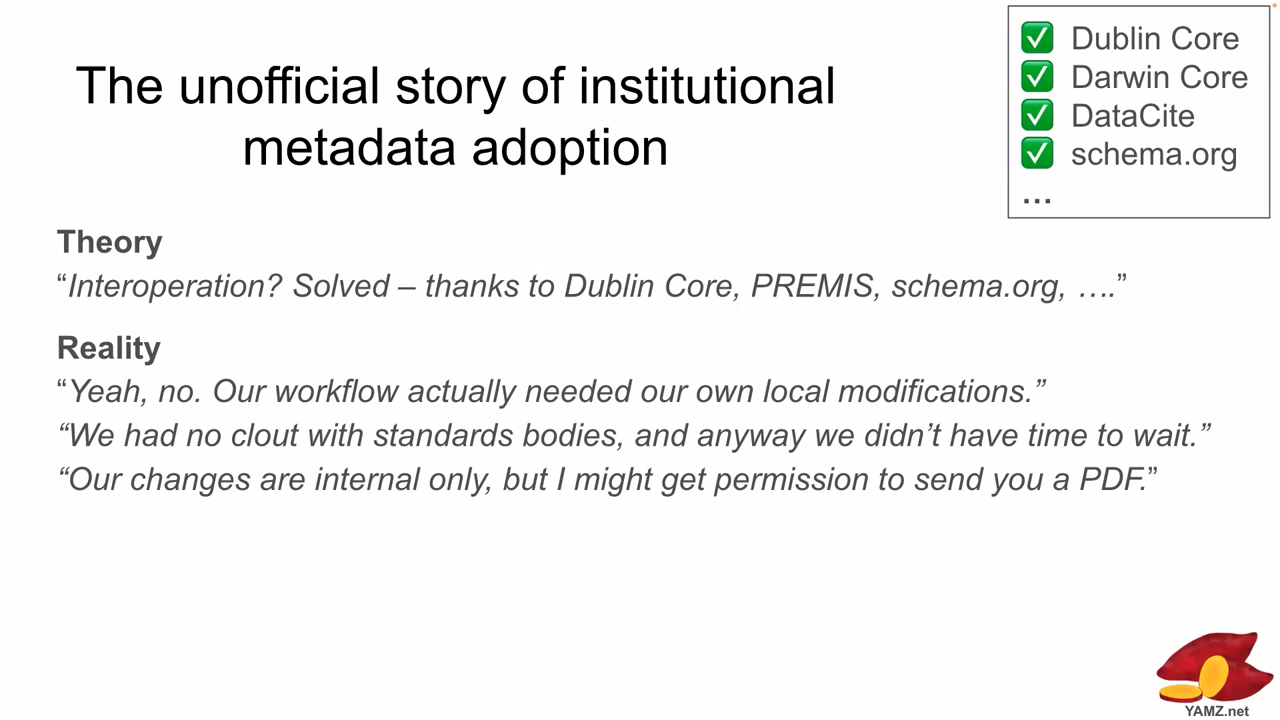 The unofficial story of institutional
metadata adoption
✅ Dublin Core
✅ Darwin Core
✅ DataCite
✅ schema.org
…
Theory
“Interoperation? Solved – thanks to Dublin Core, PREMIS, schema.org, ….”
Reality
“Yeah, no. Our workflow actually needed our own local modifications.”
“We had no clout with standards bodies, and anyway we didn’t have time to wait.”
“Our changes are internal only, but I might get permission to send you a PDF.”
YAMZ.net